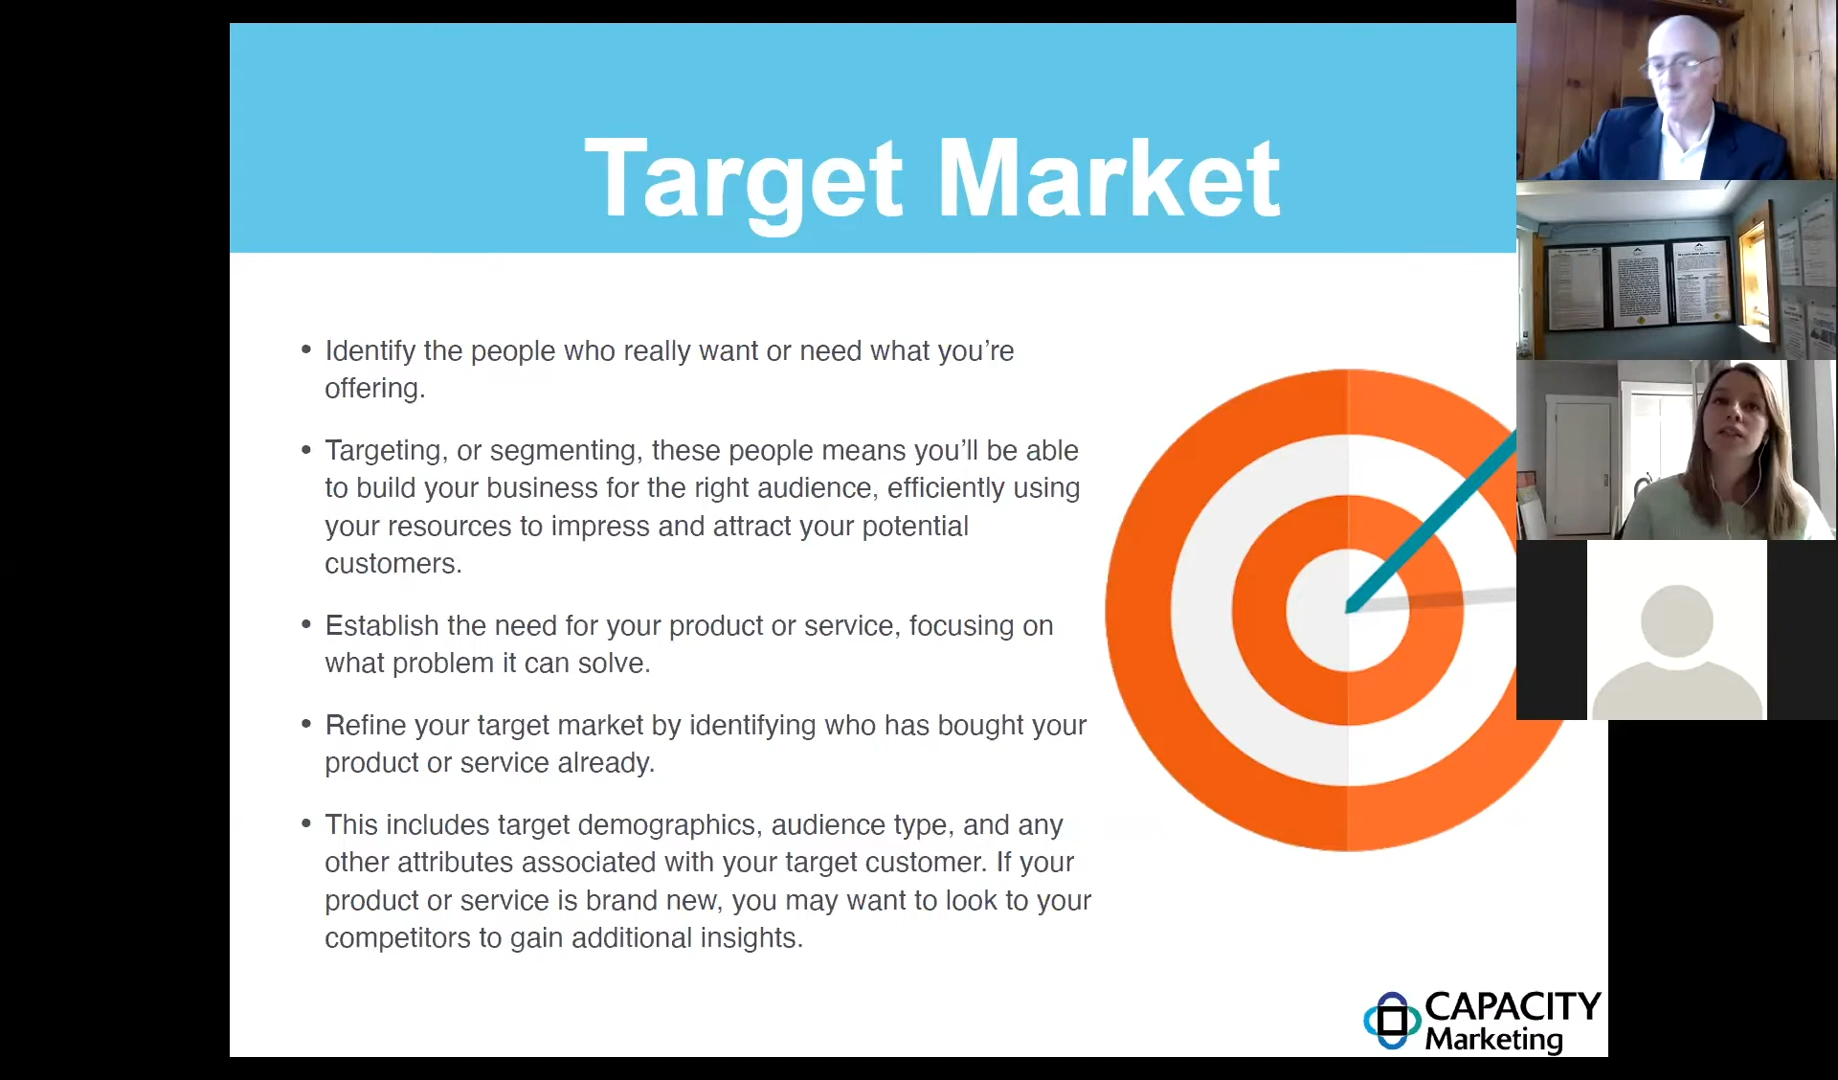 Target Market
• Identify the people who really want or need what you’re
offering.
• Targeting, or segmenting, these people means you’ll be able
to build your business for the right audience, efficiently using
your resources to impress and attract your potential
customers.
• Establish the need for your product or service, focusing on
what problem it can solve.
• Refine your target market by identifying who has bought your
product or service already.
• This includes target demographics, audience type, and any
other attributes associated with your target customer. If your
product or service is brand new, you may want to look to your
competitors to gain additional insights.
CAPACITY
Marketing